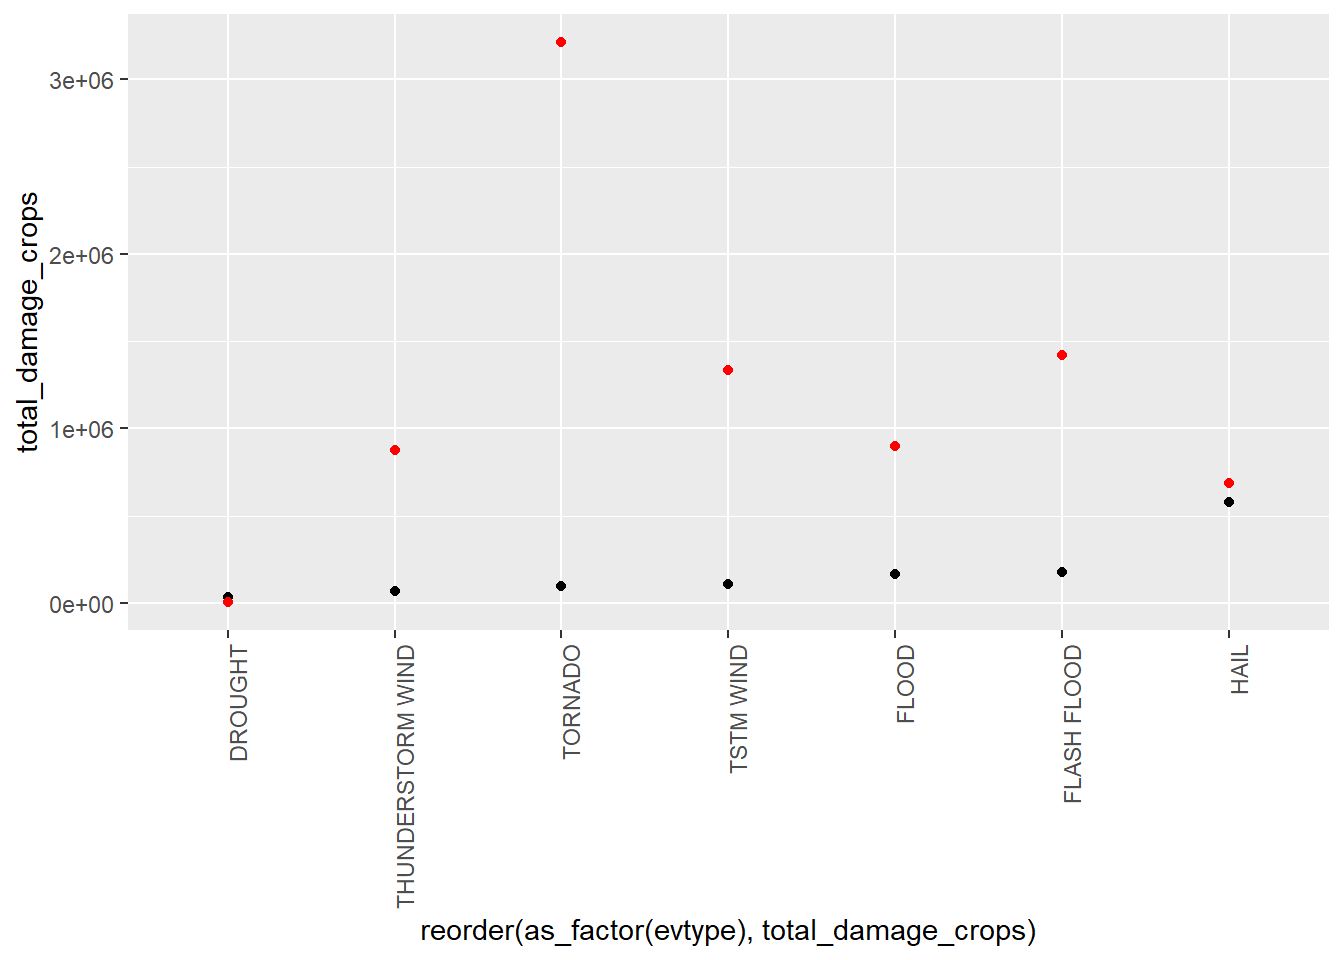 3e+06
2e+06
1e+06
0e+00
total_damage_crops
DROUGHT
THUNDERSTORM WIND
TORNADO
TSTM WIND
FLOOD
FLASH FLOOD
HAIL
reorder(as_factor(evtype), total_damage_crops)